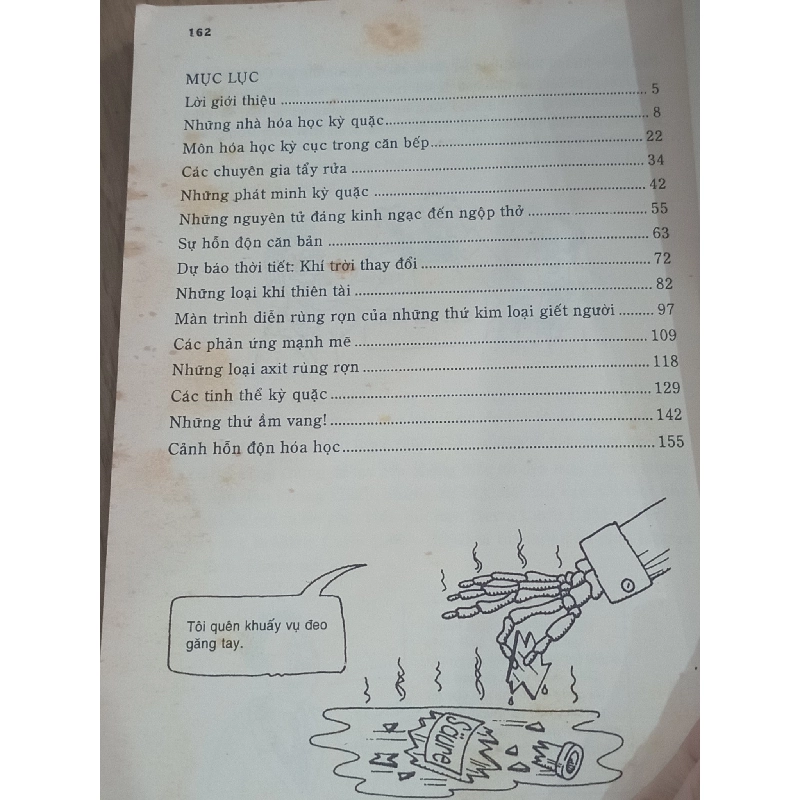 162
MỤC LỤC
Lời giới thiệu ........ 5
Những nhà hóa học kỳ quặc ........ 8
Môn hóa học kỳ cục trong căn bếp ........ 22
Các chuyên gia tẩy rửa ........ 34
Những phát minh kỳ quặc ........ 42
Những nguyên tử đáng kinh ngạc đến ngộp thở ........ 55
Sự hỗn độn căn bản ........ 63
Dự báo thời tiết: Khí trời thay đổi ........ 72
Những loại khí thiên tài ........ 82
Màn trình diễn rùng rợn của những thứ kim loại giết người ........ 97
Các phản ứng mạnh mẽ ........ 109
Những loại axit rùng rợn ........ 118
Các tinh thể kỳ quặc ........ 129
Những thứ ầm vang! ........ 142
Cảnh hỗn độn hóa học ........ 155
Tôi quên khuấy vụ đeo
găng tay.
Säure